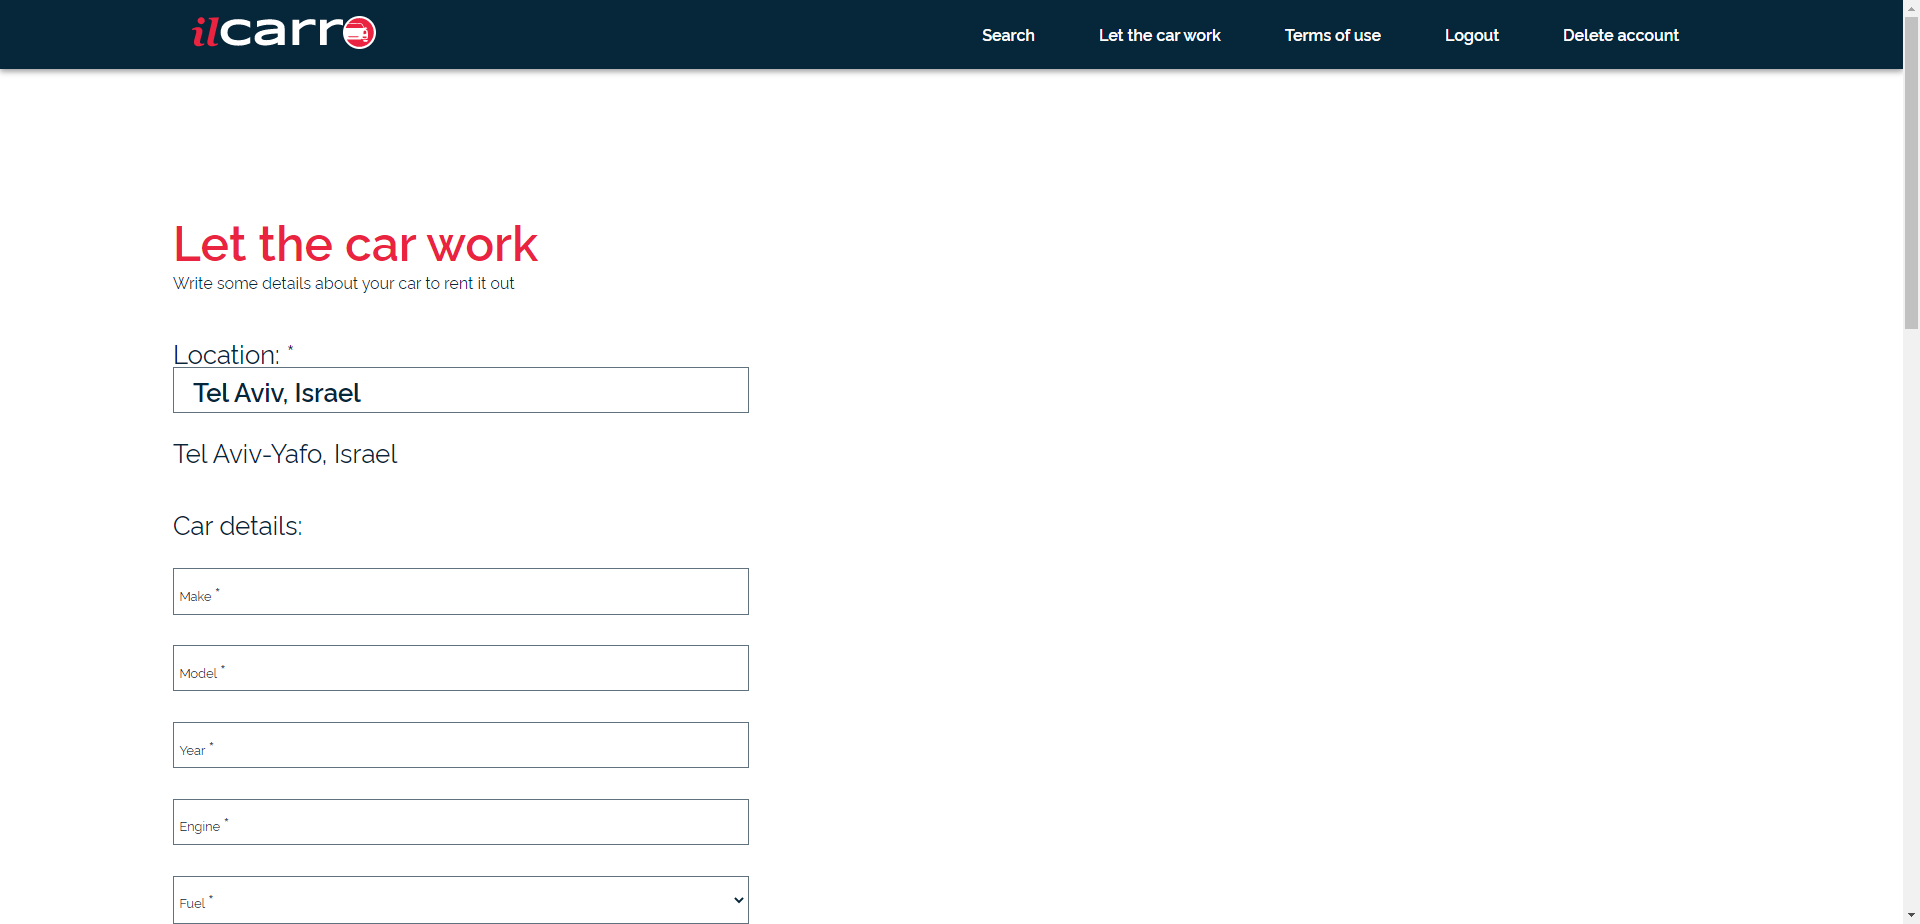 ilcarro
Search Let the car work Terms of use Logout Delete account
Let the car work
Write some details about your car to rent it out
Location: *
Tel Aviv, Israel
Tel Aviv-Yafo, Israel
Car details:
Make *
Model *
Year *
Engine *
Fuel *